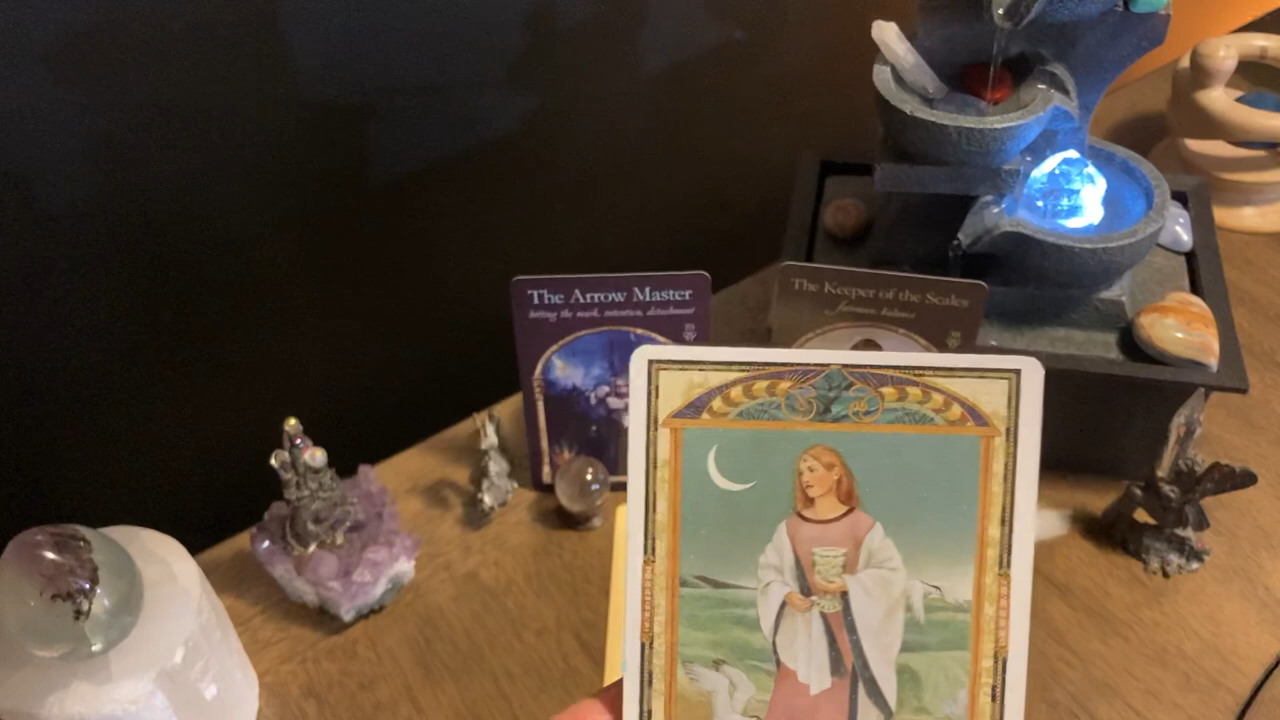 The Arrow Master
hitting the mark, intention, detachment
The Keeper of the Scales
fairness, balance